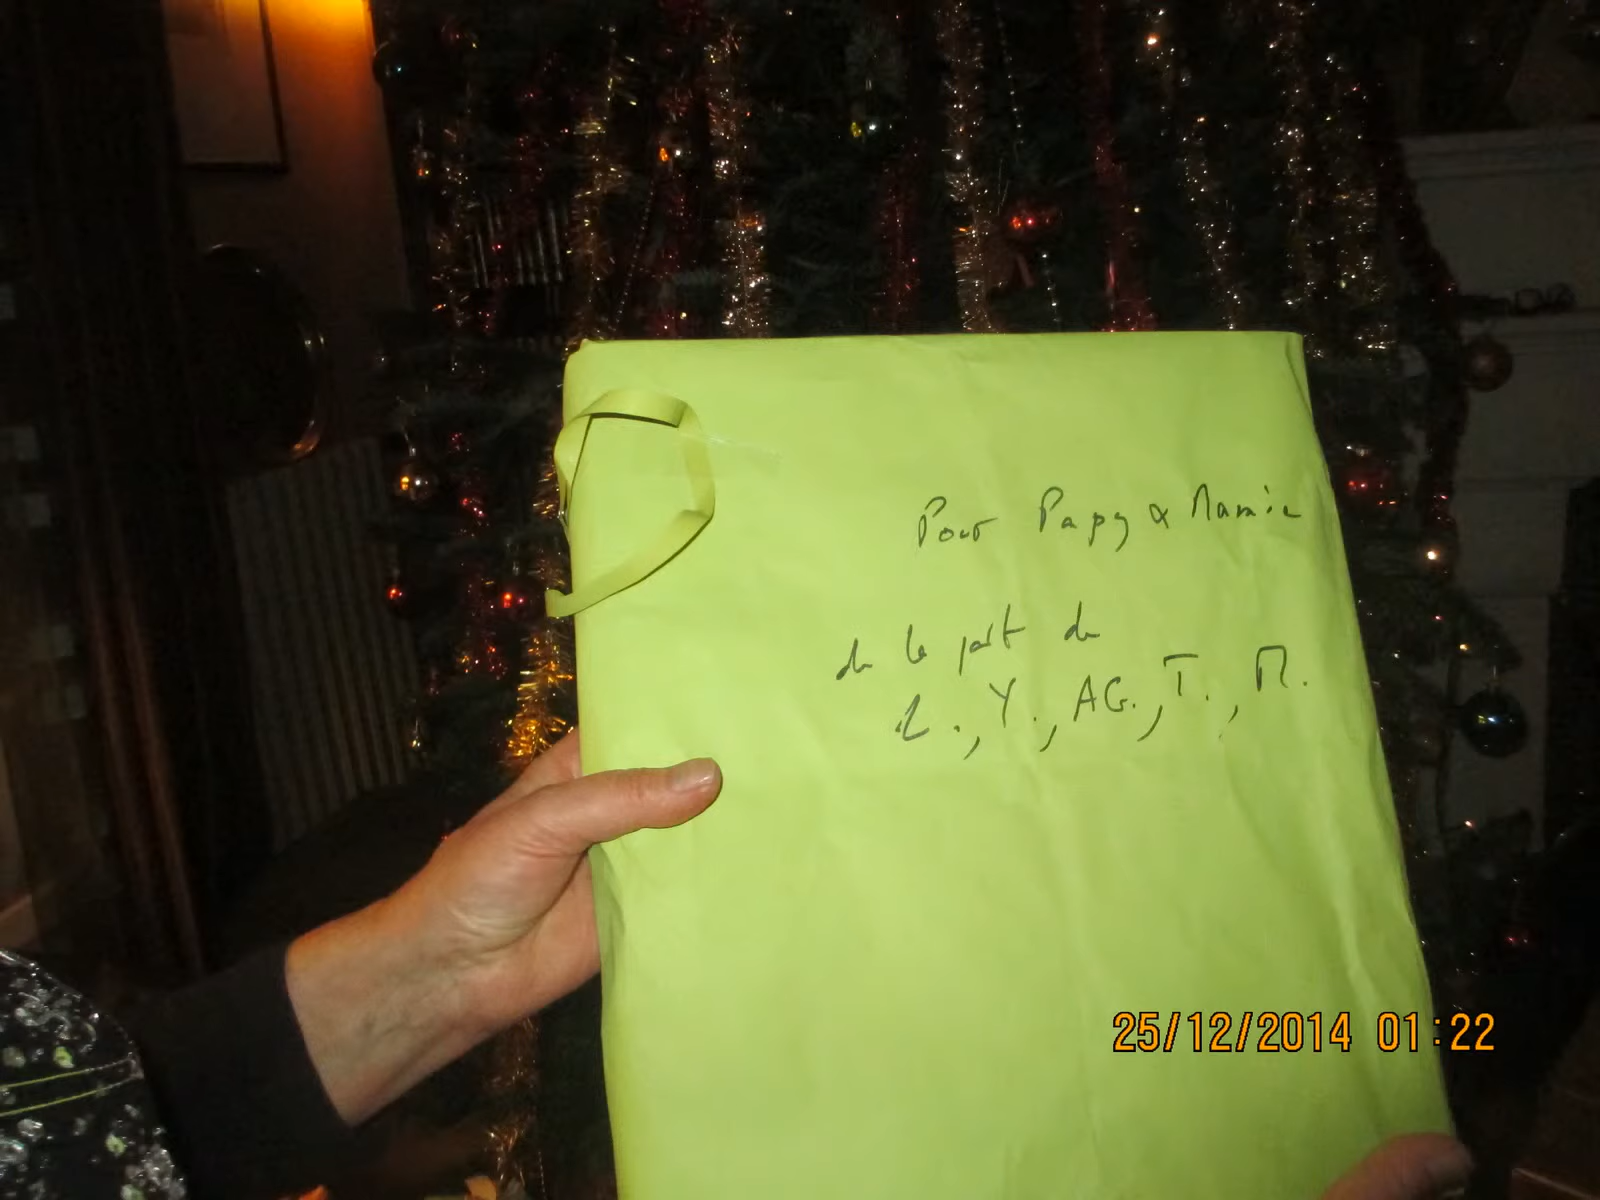 Pour Papy & Mamie
de la part de
L., Y., AG., T., M.
25/12/2014 01:22